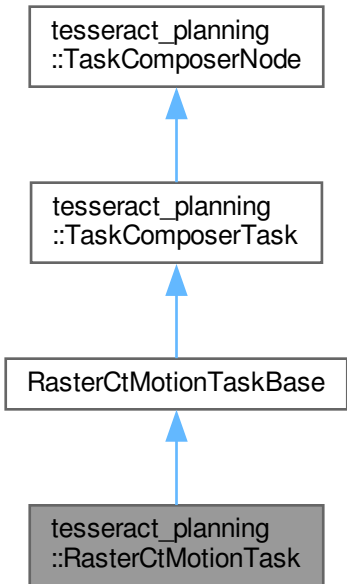 tesseract_planning
::TaskComposerNode
tesseract_planning
::TaskComposerTask
RasterCtMotionTaskBase
tesseract_planning
::RasterCtMotionTask